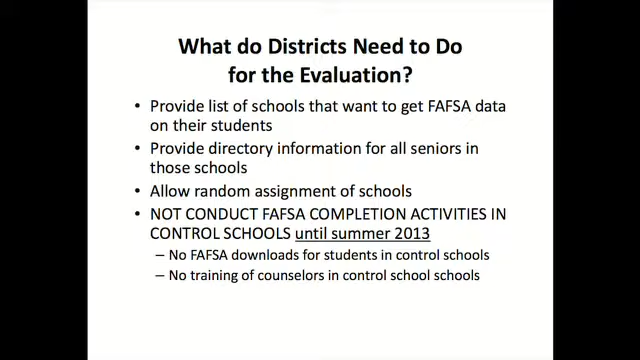 What do Districts Need to Do
for the Evaluation?
• Provide list of schools that want to get FAFSA data
on their students
• Provide directory information for all seniors in
those schools
• Allow random assignment of schools
• NOT CONDUCT FAFSA COMPLETION ACTIVITIES IN
CONTROL SCHOOLS until summer 2013
– No FAFSA downloads for students in control schools
– No training of counselors in control school schools